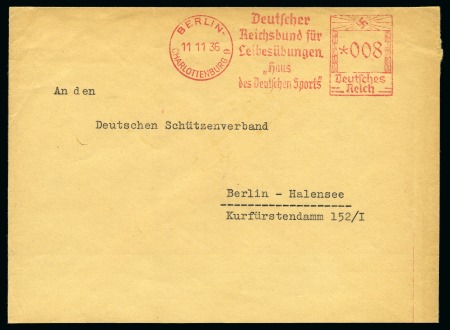 BERLIN-
CHARLOTTENBURG 9
11 11 36
Deutscher
Reichsbund für
Leibesübungen.
„Haus
des Deutschen Sports"
*008
Deutsches
Reich
An den
Deutschen Schützenverband
Berlin - Halensee
Kurfürstendamm 152/I